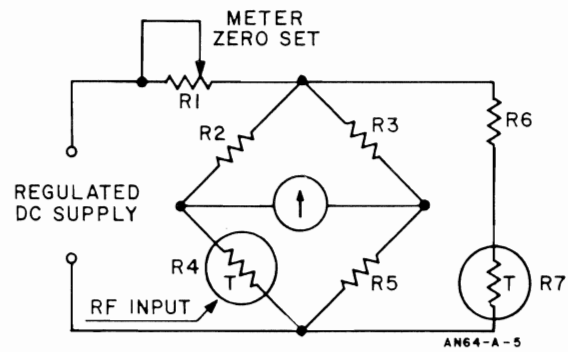 METER
ZERO SET
R1
R2
R3
R6
REGULATED
DC SUPPLY
R4
T
R5
T
R7
RF INPUT
AN64-A-5